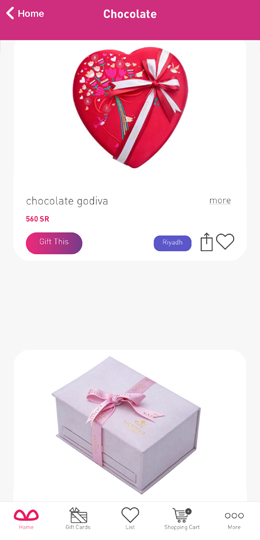 Home
Chocolate
chocolate godiva
more
560 SR
Gift This
Riyadh
Home
Gift Cards
List
Shopping Cart
More